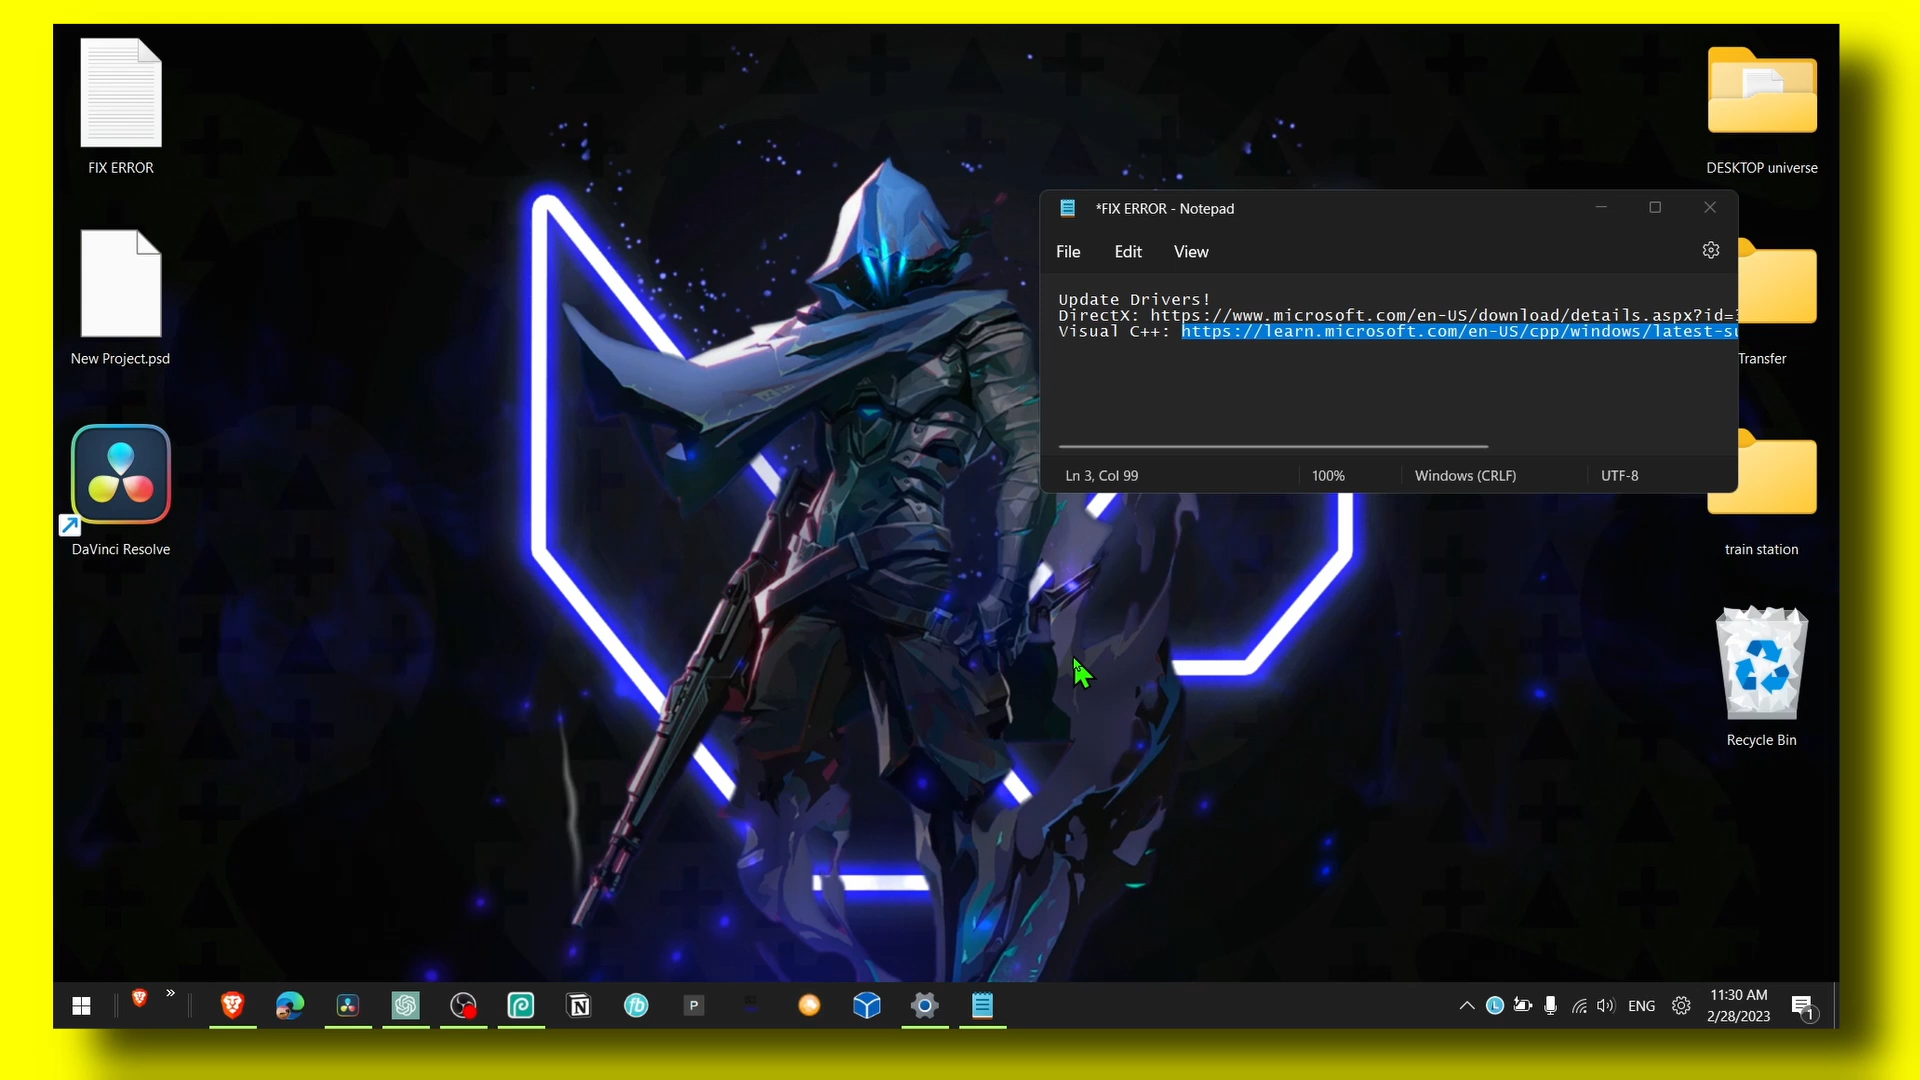 FIX ERROR
New Project.psd
DaVinci Resolve
DESKTOP universe
Transfer
train station
Recycle Bin
*FIX ERROR - Notepad
File Edit View
Update Drivers!
DirectX: https://www.microsoft.com/en-US/download/details.aspx?id=
Visual C++: https://learn.microsoft.com/en-US/cpp/windows/latest-su
Ln 3, Col 99 100% Windows (CRLF) UTF-8
fb P L ENG
11:30 AM
2/28/2023
1